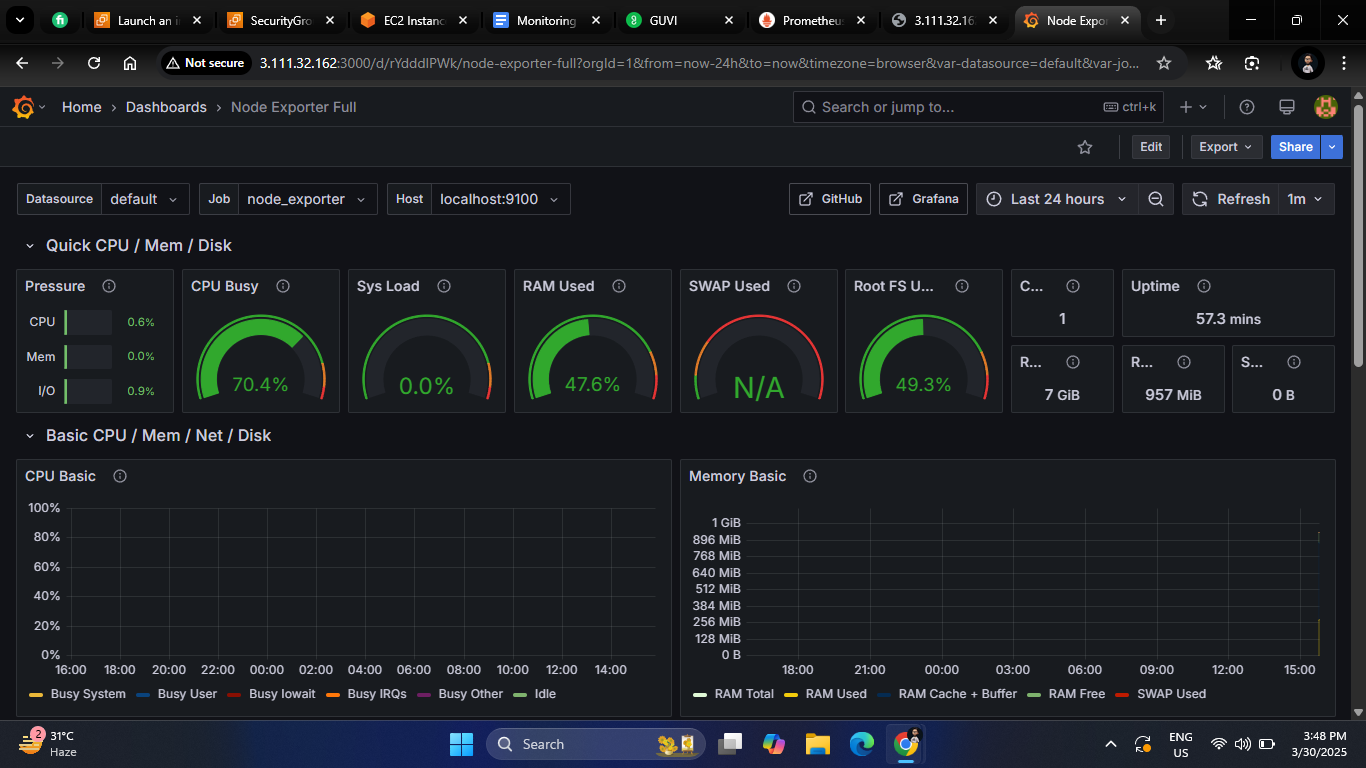 Launch an i
SecurityGro
EC2 Instanc
Monitoring
GUVI
Prometheus
3.111.32.16
Node Expor
Not secure
3.111.32.162:3000/d/rYdddlPWk/node-exporter-full?orgId=1&from=now-24h&to=now&timezone=browser&var-datasource=default&var-jo...
Home > Dashboards > Node Exporter Full
Search or jump to...
ctrl+k
Edit
Export
Share
Datasource default
Job node_exporter
Host localhost:9100
GitHub
Grafana
Last 24 hours
Refresh 1m
Quick CPU / Mem / Disk
Pressure
CPU 0.6%
Mem 0.0%
I/O 0.9%
CPU Busy
70.4%
Sys Load
0.0%
RAM Used
47.6%
SWAP Used
N/A
Root FS U...
49.3%
C...
1
Uptime
57.3 mins
R...
7 GiB
R...
957 MiB
S...
0 B
Basic CPU / Mem / Net / Disk
CPU Basic
100%
80%
60%
40%
20%
0%
16:00 18:00 20:00 22:00 00:00 02:00 04:00 06:00 08:00 10:00 12:00 14:00
Busy System Busy User Busy Iowait Busy IRQs Busy Other Idle
Memory Basic
1 GiB
896 MiB
768 MiB
640 MiB
512 MiB
384 MiB
256 MiB
128 MiB
0 B
18:00 21:00 00:00 03:00 06:00 09:00 12:00 15:00
RAM Total RAM Used RAM Cache + Buffer RAM Free SWAP Used
2
31°C
Haze
Search
ENG
US
3:48 PM
3/30/2025